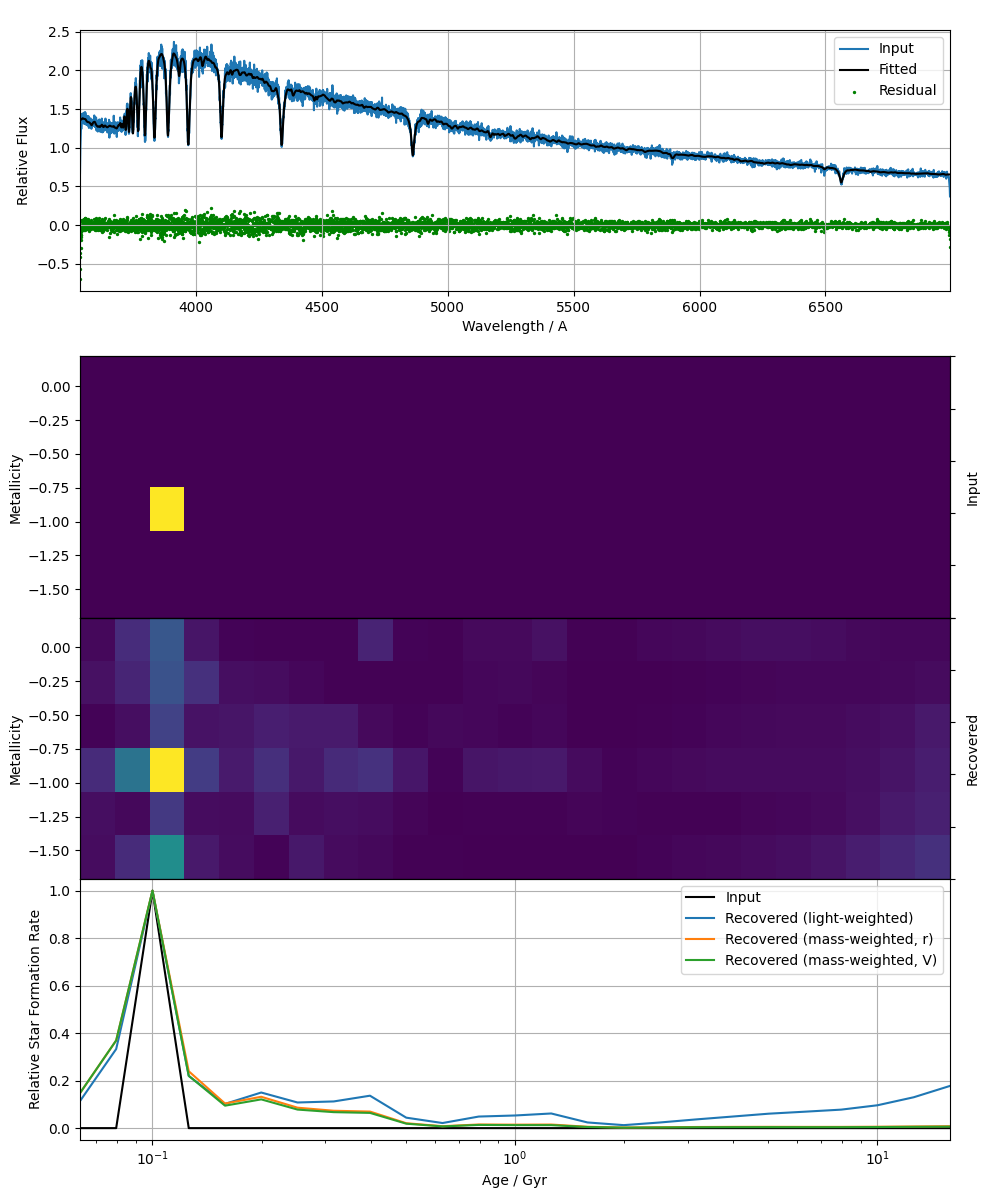 2.5
2.0
1.5
1.0
0.5
0.0
−0.5
Relative Flux
Input
Fitted
Residual
4000
4500
5000
5500
6000
6500
Wavelength / A
0.00
−0.25
−0.50
−0.75
−1.00
−1.25
−1.50
Metallicity
Input
0.00
−0.25
−0.50
−0.75
−1.00
−1.25
−1.50
Metallicity
Recovered
1.0
0.8
0.6
0.4
0.2
0.0
Relative Star Formation Rate
Input
Recovered (light-weighted)
Recovered (mass-weighted, r)
Recovered (mass-weighted, V)
10⁻¹
10⁰
10¹
Age / Gyr